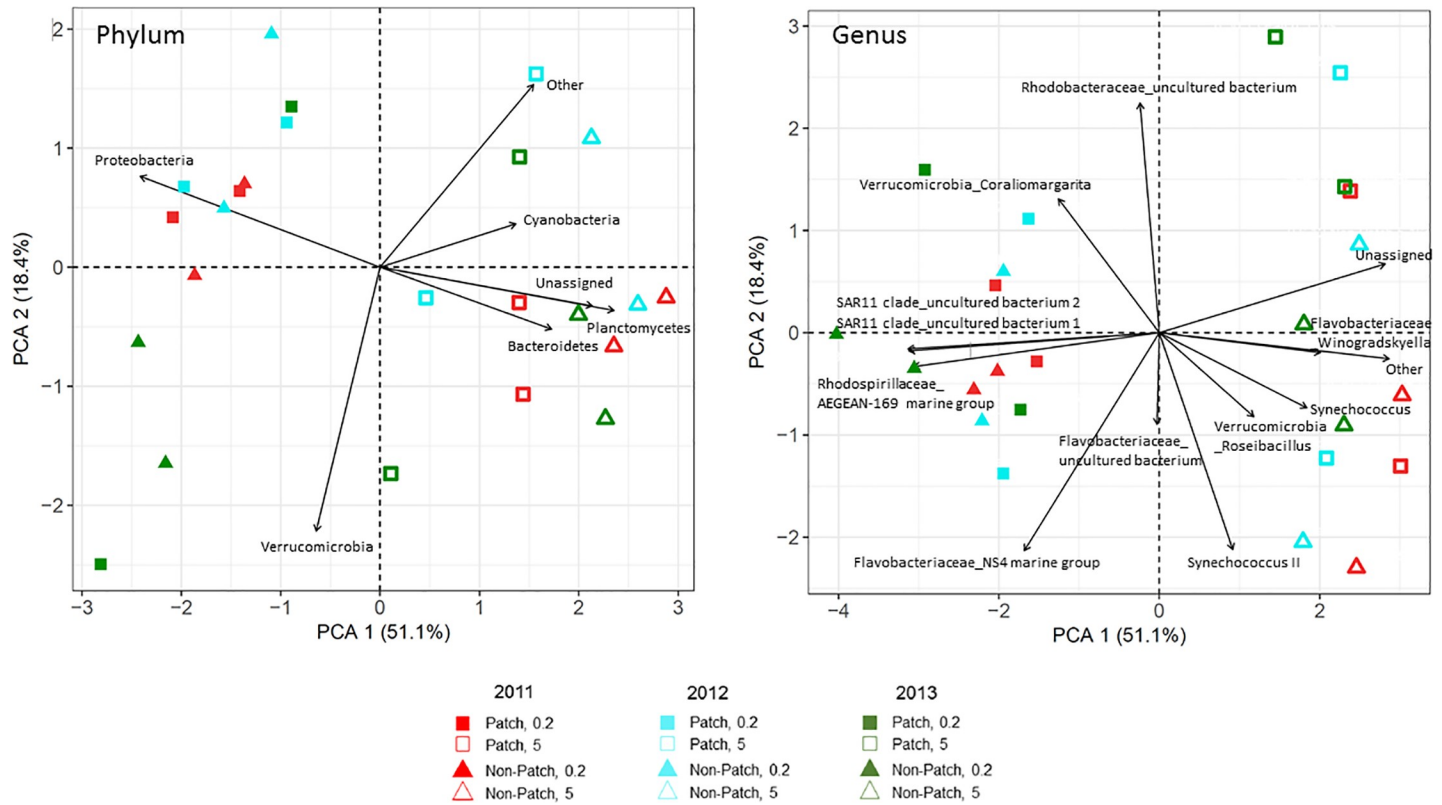 Phylum
2
1
0
−1
−2
−3
−2
−1
0
1
2
3
PCA 2 (18.4%)
PCA 1 (51.1%)
Other
Proteobacteria
Cyanobacteria
Unassigned
Planctomycetes
Bacteroidetes
Verrucomicrobia
Genus
3
2
1
0
−1
−2
−4
−2
0
2
PCA 2 (18.4%)
PCA 1 (51.1%)
Rhodobacteraceae_uncultured bacterium
Verrucomicrobia_Coraliomargarita
Unassigned
SAR11 clade_uncultured bacterium 2
SAR11 clade_uncultured bacterium 1
Flavobacteriaceae
Winogradskyella
Other
Rhodospirillaceae_
AEGEAN-169 marine group
Synechococcus
Verrucomicrobia
_Roseibacillus
Flavobacteriaceae_
uncultured bacterium
Flavobacteriaceae_NS4 marine group
Synechococcus II
2011
Patch, 0.2
Patch, 5
Non-Patch, 0.2
Non-Patch, 5
2012
Patch, 0.2
Patch, 5
Non-Patch, 0.2
Non-Patch, 5
2013
Patch, 0.2
Patch, 5
Non-Patch, 0.2
Non-Patch, 5